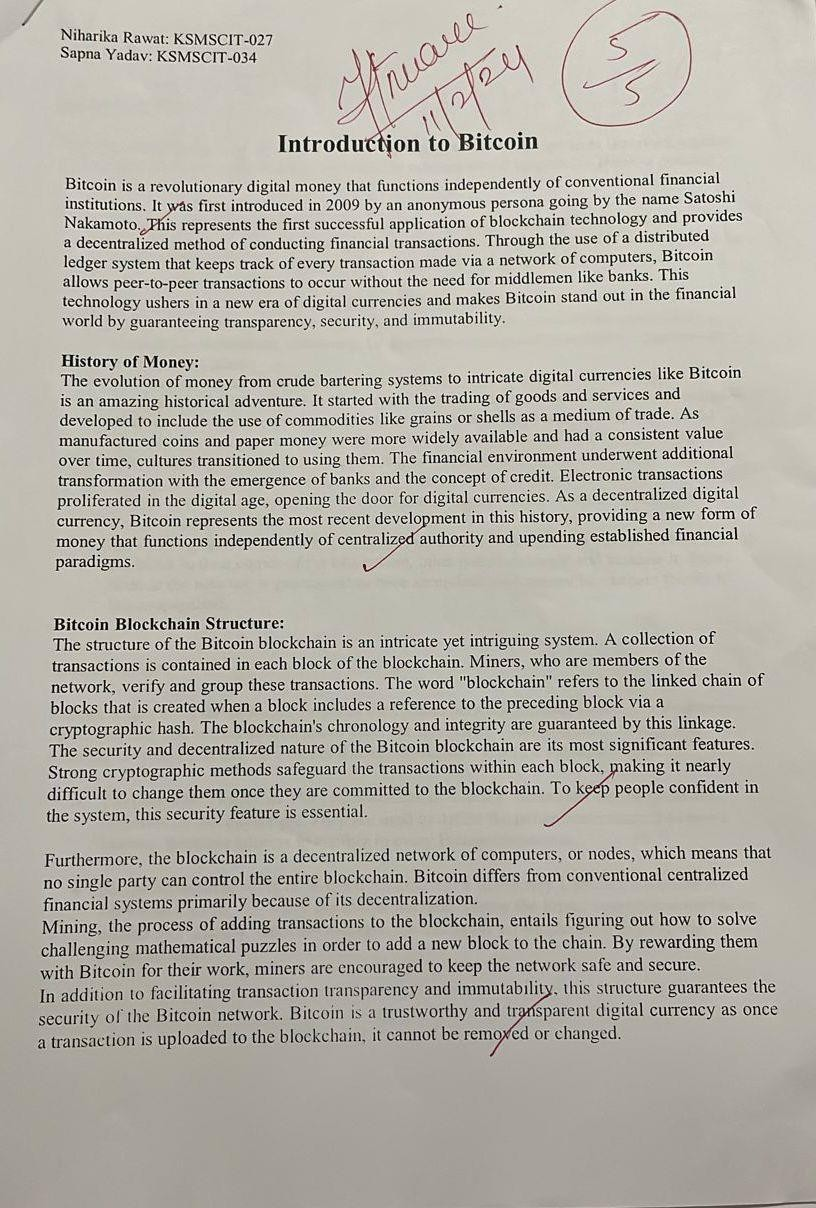 Niharika Rawat: KSMSCIT-027
Sapna Yadav: KSMSCIT-034
11/2/24
5/5
Introduction to Bitcoin
Bitcoin is a revolutionary digital money that functions independently of conventional financial
institutions. It was first introduced in 2009 by an anonymous persona going by the name Satoshi
Nakamoto. This represents the first successful application of blockchain technology and provides
a decentralized method of conducting financial transactions. Through the use of a distributed
ledger system that keeps track of every transaction made via a network of computers, Bitcoin
allows peer-to-peer transactions to occur without the need for middlemen like banks. This
technology ushers in a new era of digital currencies and makes Bitcoin stand out in the financial
world by guaranteeing transparency, security, and immutability.
History of Money:
The evolution of money from crude bartering systems to intricate digital currencies like Bitcoin
is an amazing historical adventure. It started with the trading of goods and services and
developed to include the use of commodities like grains or shells as a medium of trade. As
manufactured coins and paper money were more widely available and had a consistent value
over time, cultures transitioned to using them. The financial environment underwent additional
transformation with the emergence of banks and the concept of credit. Electronic transactions
proliferated in the digital age, opening the door for digital currencies. As a decentralized digital
currency, Bitcoin represents the most recent development in this history, providing a new form of
money that functions independently of centralized authority and upending established financial
paradigms.
Bitcoin Blockchain Structure:
The structure of the Bitcoin blockchain is an intricate yet intriguing system. A collection of
transactions is contained in each block of the blockchain. Miners, who are members of the
network, verify and group these transactions. The word "blockchain" refers to the linked chain of
blocks that is created when a block includes a reference to the preceding block via a
cryptographic hash. The blockchain's chronology and integrity are guaranteed by this linkage.
The security and decentralized nature of the Bitcoin blockchain are its most significant features.
Strong cryptographic methods safeguard the transactions within each block, making it nearly
difficult to change them once they are committed to the blockchain. To keep people confident in
the system, this security feature is essential.
Furthermore, the blockchain is a decentralized network of computers, or nodes, which means that
no single party can control the entire blockchain. Bitcoin differs from conventional centralized
financial systems primarily because of its decentralization.
Mining, the process of adding transactions to the blockchain, entails figuring out how to solve
challenging mathematical puzzles in order to add a new block to the chain. By rewarding them
with Bitcoin for their work, miners are encouraged to keep the network safe and secure.
In addition to facilitating transaction transparency and immutability, this structure guarantees the
security of the Bitcoin network. Bitcoin is a trustworthy and transparent digital currency as once
a transaction is uploaded to the blockchain, it cannot be removed or changed.